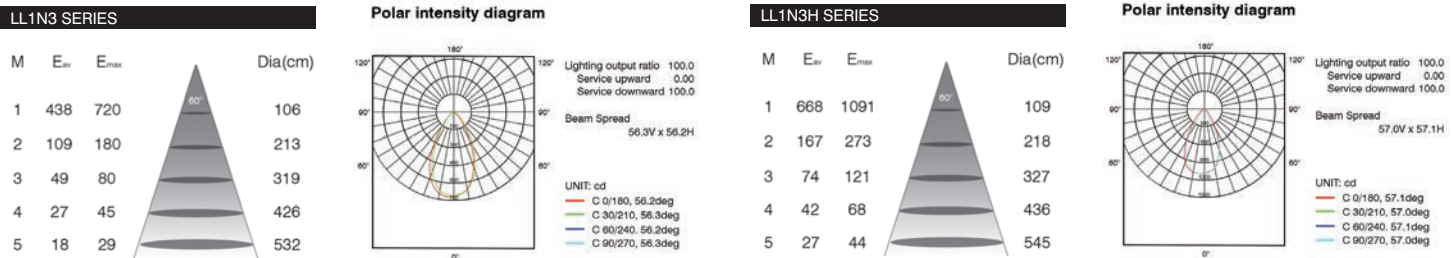 LL1N3 SERIES
M Eav Emax Dia(cm)
60°
1 438 720 106
2 109 180 213
3 49 80 319
4 27 45 426
5 18 29 532
Polar intensity diagram
180°
120° 120°
90° 90°
60° 60°
0°
Lighting output ratio 100.0
Service upward 0.00
Service downward 100.0
Beam Spread
56.3V x 56.2H
UNIT: cd
C 0/180, 56.2deg
C 30/210, 56.3deg
C 60/240. 56.2deg
C 90/270, 56.3deg
LL1N3H SERIES
M Eav Emax Dia(cm)
60°
1 668 1091 109
2 167 273 218
3 74 121 327
4 42 68 436
5 27 44 545
Polar intensity diagram
180°
120° 120°
90° 90°
60° 60°
0°
Lighting output ratio 100.0
Service upward 0.00
Service downward 100.0
Beam Spread
57.0V x 57.1H
UNIT: cd
C 0/180, 57.1deg
C 30/210, 57.0deg
C 60/240. 57.1deg
C 90/270, 57.0deg